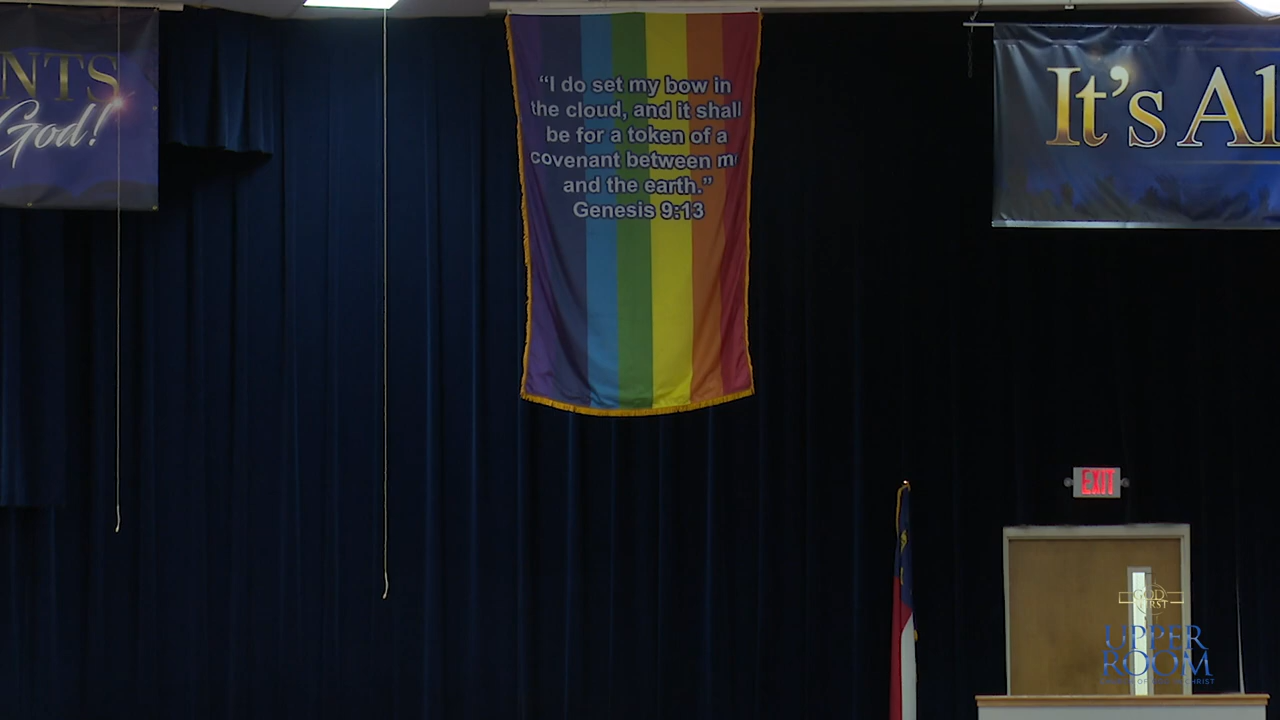 NTS
God!
“I do set my bow in
the cloud, and it shall
be for a token of a
covenant between m
and the earth.”
Genesis 9:13
It’s Al
EXIT
GOD
FIRST
UPPER
ROOM
CHRIST